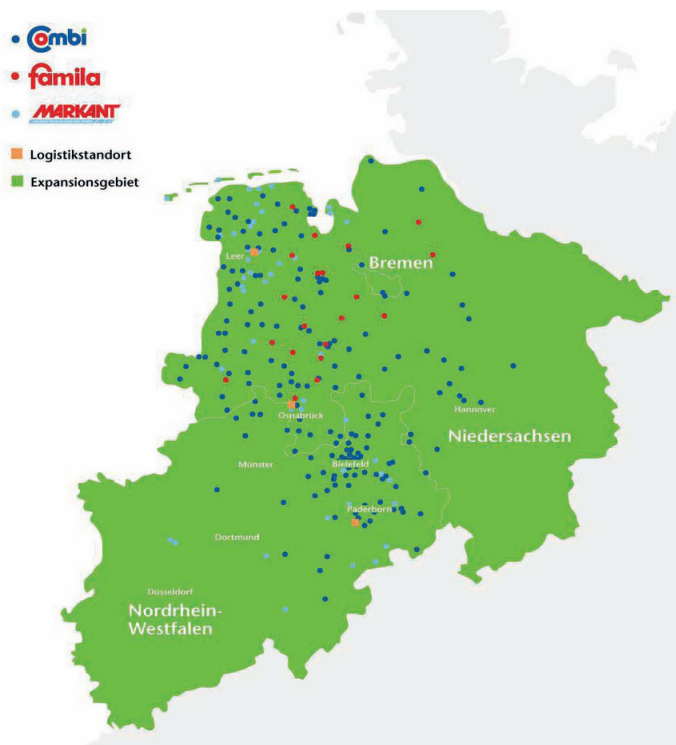 Combi
famila
MARKANT
Logistikstandort
Expansionsgebiet
Leer
Bremen
Hannover
Osnabrück
Niedersachsen
Münster
Bielefeld
Paderborn
Dortmund
Düsseldorf
Nordrhein-
Westfalen